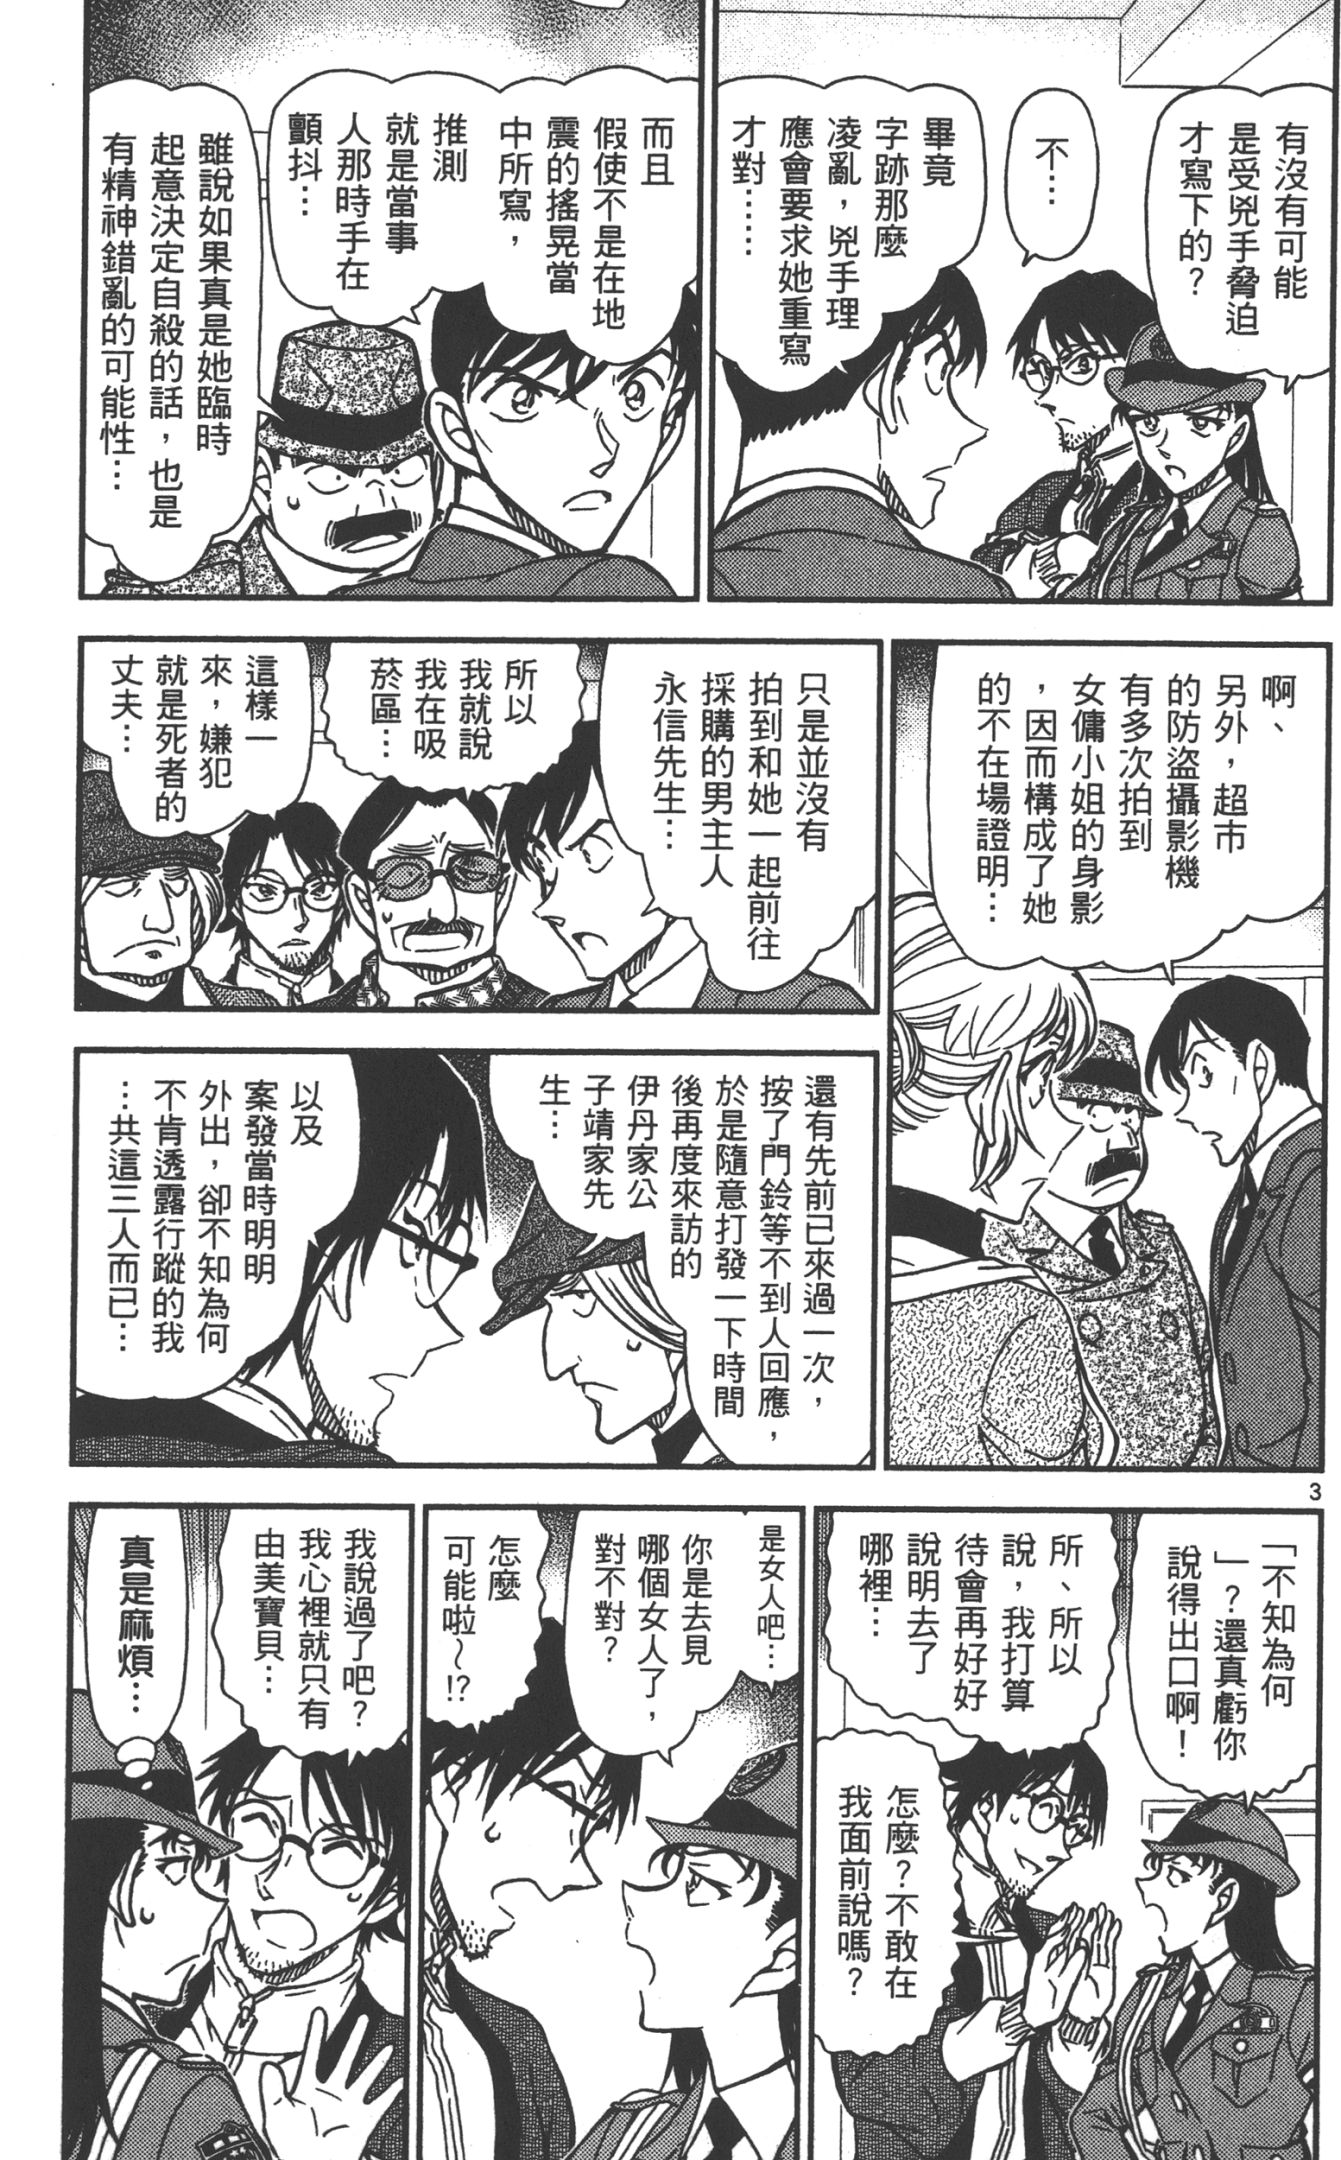 有沒有可能
是受兇手脅迫
才寫下的？
不…
畢竟
字跡那麼
凌亂，兇手理
應會要求她重寫
才對……
而且
假使不是在地
震的搖晃當
中所寫，
推測
就是當事
人那時手在
顫抖…
雖說如果真是她臨時
起意決定自殺的話，也是
有精神錯亂的可能性…
啊、
另外，超市
的防盜攝影機
有多次拍到
女傭小姐的身影
，因而構成了她
的不在場證明…
只是並沒有
拍到和她一起前往
採購的男主人
永信先生…
所以
我就說
我在吸
菸區…
這樣一
來，嫌犯
就是死者的
丈夫…
還有先前已來過一次，
按了門鈴等不到人回應，
於是隨意打發一下時間
後再度來訪的
伊丹家公
子靖家先
生…
以及
案發當時明明
外出，卻不知為何
不肯透露行蹤的我
…共這三人而已…
3
「不知為何
」？還真虧你
說得出口啊！
所、所以
說，我打算
待會再好好
說明去了
哪裡…
怎麼？不敢在
我面前說嗎？
是女人吧…
你是去見
哪個女人了，
對不對？
怎麼
可能啦～!?
我說過了吧？
我心裡就只有
由美寶貝…
真是麻煩…